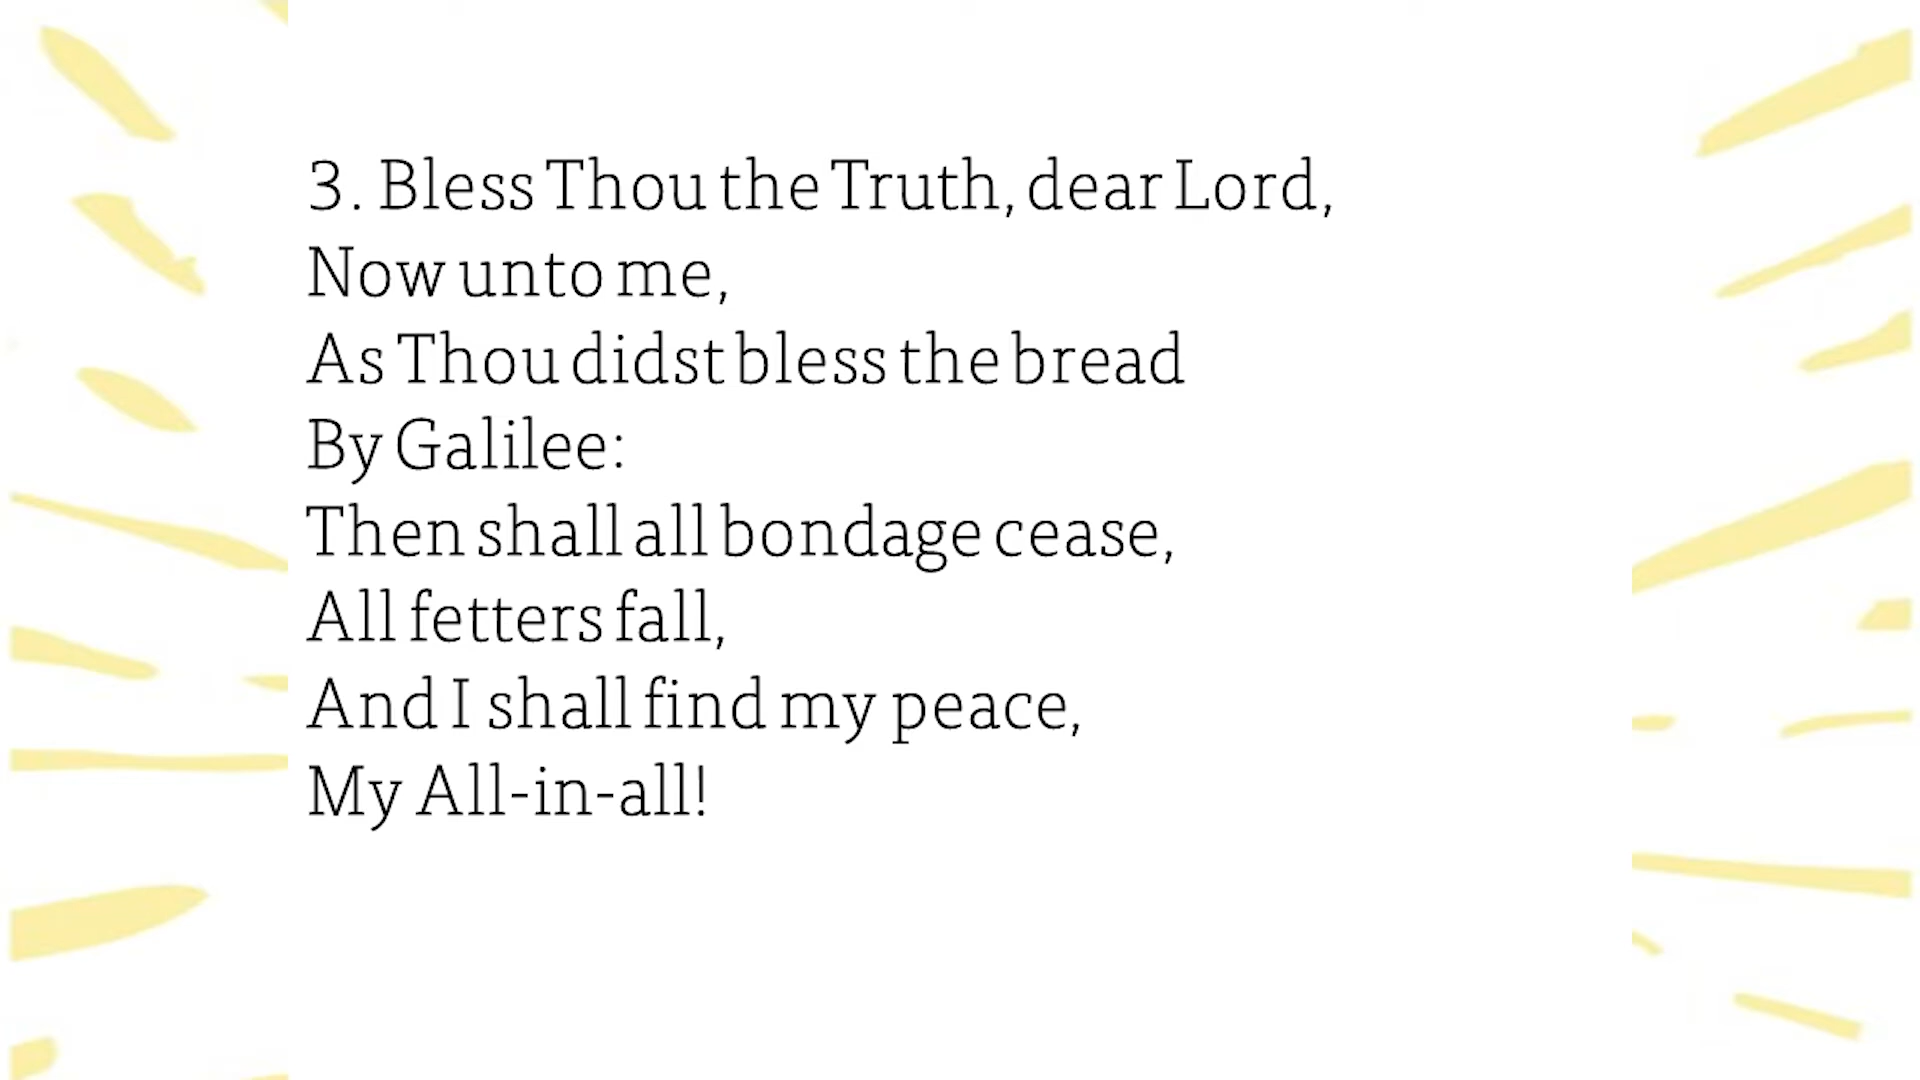 3. Bless Thou the Truth, dear Lord,
Now unto me,
As Thou didst bless the bread
By Galilee:
Then shall all bondage cease,
All fetters fall,
And I shall find my peace,
My All-in-all!